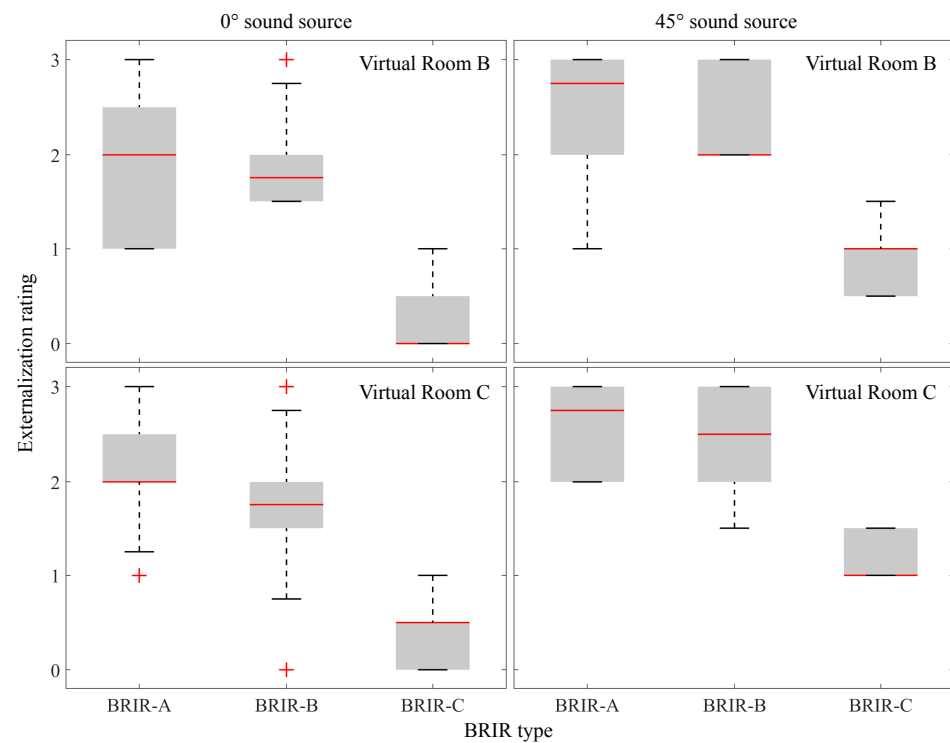 0° sound source
45° sound source
Virtual Room B
Virtual Room B
3
2
1
0
Virtual Room C
Virtual Room C
3
2
1
0
Externalization rating
BRIR-A
BRIR-B
BRIR-C
BRIR-A
BRIR-B
BRIR-C
BRIR type